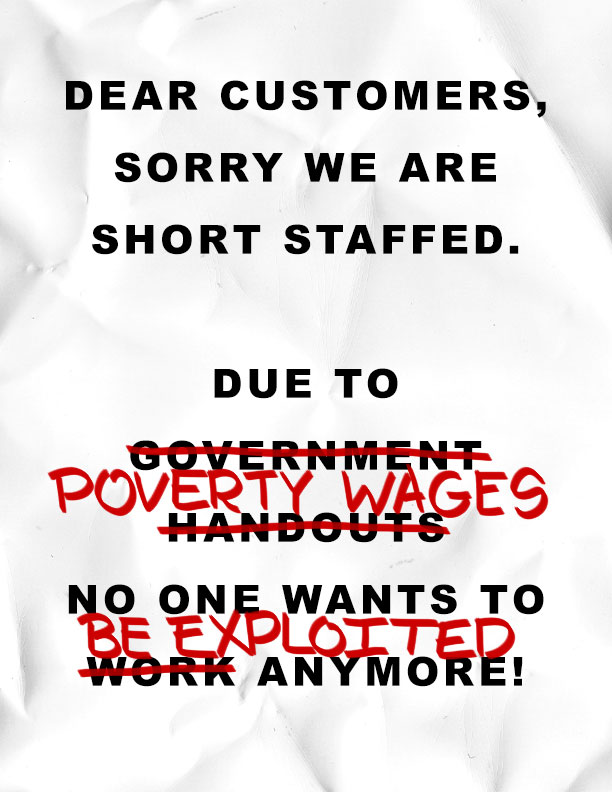 DEAR CUSTOMERS,
SORRY WE ARE
SHORT STAFFED.
DUE TO
GOVERNMENT
POVERTY WAGES
HANDOUTS
NO ONE WANTS TO
BE EXPLOITED
WORK ANYMORE!